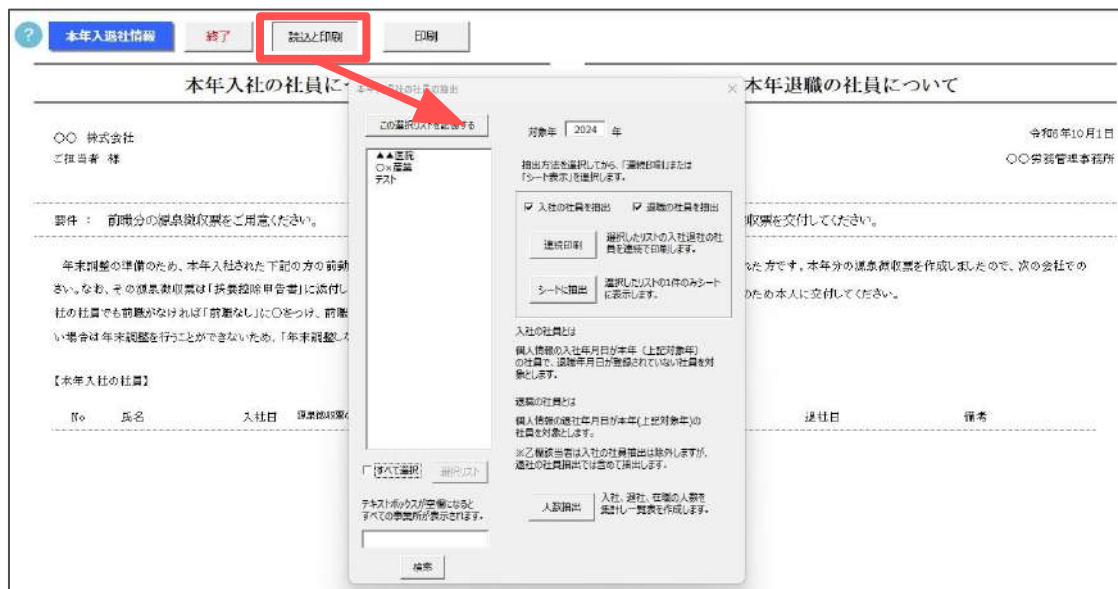 ?
本年入退社情報
終了
読込と印刷
印刷
本年入社の社員に
本年退職の社員について
〇〇 株式会社
ご担当者 様
令和6年10月1日
〇〇労務管理事務所
要件 : 前職分の源泉徴収票をご用意ください。
収票を交付してください。
年末調整の準備のため、本年入社された下記の方の前勤
さい。なお、その源泉徴収票は「扶養控除申告書」に添付し
社の社員でも前職がなければ「前職なし」に〇をつけ、前職
い場合は年末調整を行うことができないため、「年末調整しな
た方です。本年分の源泉徴収票を作成しましたので、次の会社での
のため本人に交付してください。
【本年入社の社員】
No 氏名 入社日 源泉徴収票の
退社日 備考
の社員の抽出
×
この選択リストを記憶する
▲▲医院
〇×産業
テスト
すべて選択
選択リスト
テキストボックスが空欄になると
すべての事業所が表示されます。
検索
対象年 2024 年
抽出方法を選択してから、「連続印刷」または
「シート表示」を選択します。
入社の社員を抽出 退職の社員を抽出
連続印刷
選択したリストの入社退社の社
員を連続で印刷します。
シートに抽出
選択したリストの1件のみシート
に表示します。
入社の社員とは
個人情報の入社年月日が本年(上記対象年)
の社員で、退職年月日が登録されていない社員を対
象とします。
退職の社員とは
個人情報の退社年月日が本年(上記対象年)の
社員を対象とします。
※乙欄該当者は入社の社員抽出は除外しますが、
退社の社員抽出では含めて抽出します。
人数抽出
入社、退社、在職の人数を
集計し一覧表を作成します。